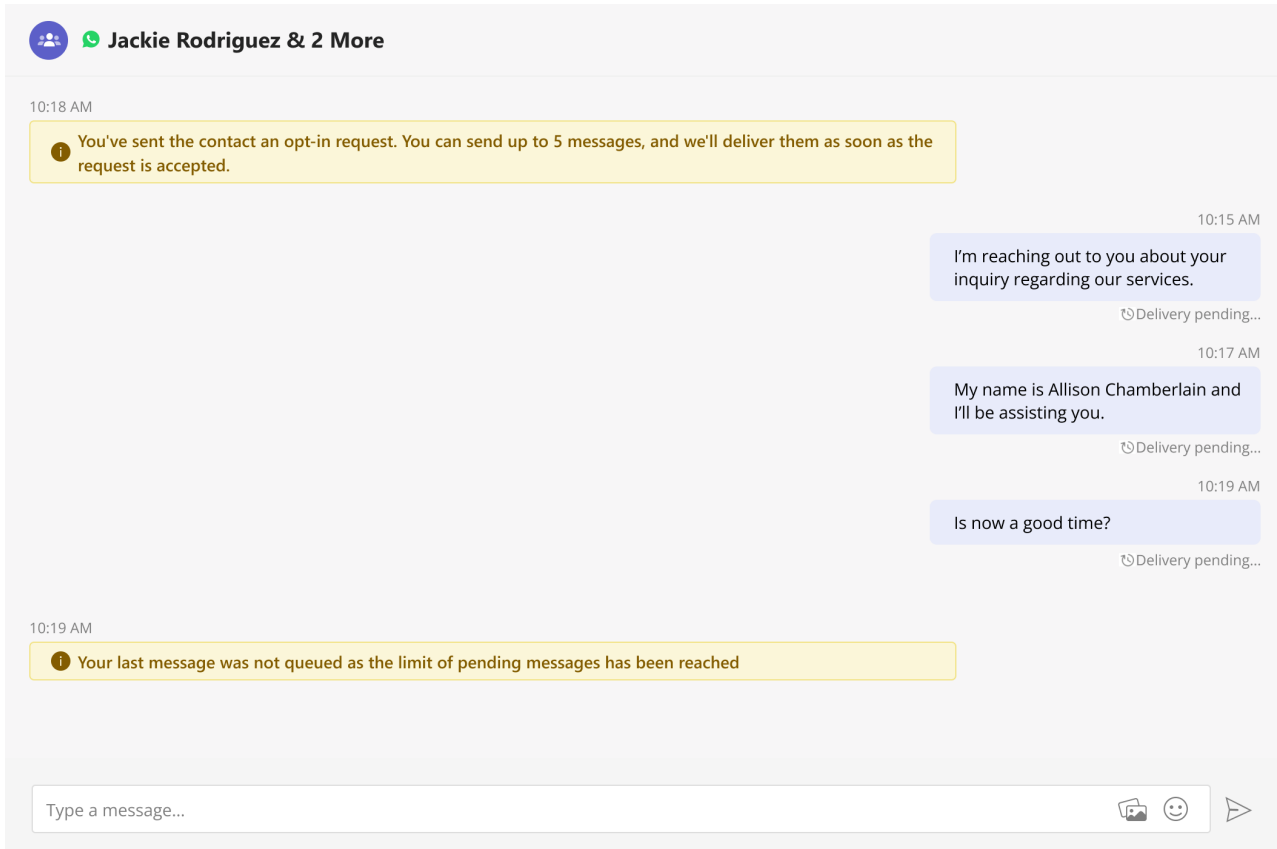 Jackie Rodriguez & 2 More
10:18 AM
You've sent the contact an opt-in request. You can send up to 5 messages, and we'll deliver them as soon as the
request is accepted.
10:15 AM
I’m reaching out to you about your
inquiry regarding our services.
Delivery pending...
10:17 AM
My name is Allison Chamberlain and
I’ll be assisting you.
Delivery pending...
10:19 AM
Is now a good time?
Delivery pending...
10:19 AM
Your last message was not queued as the limit of pending messages has been reached
Type a message...